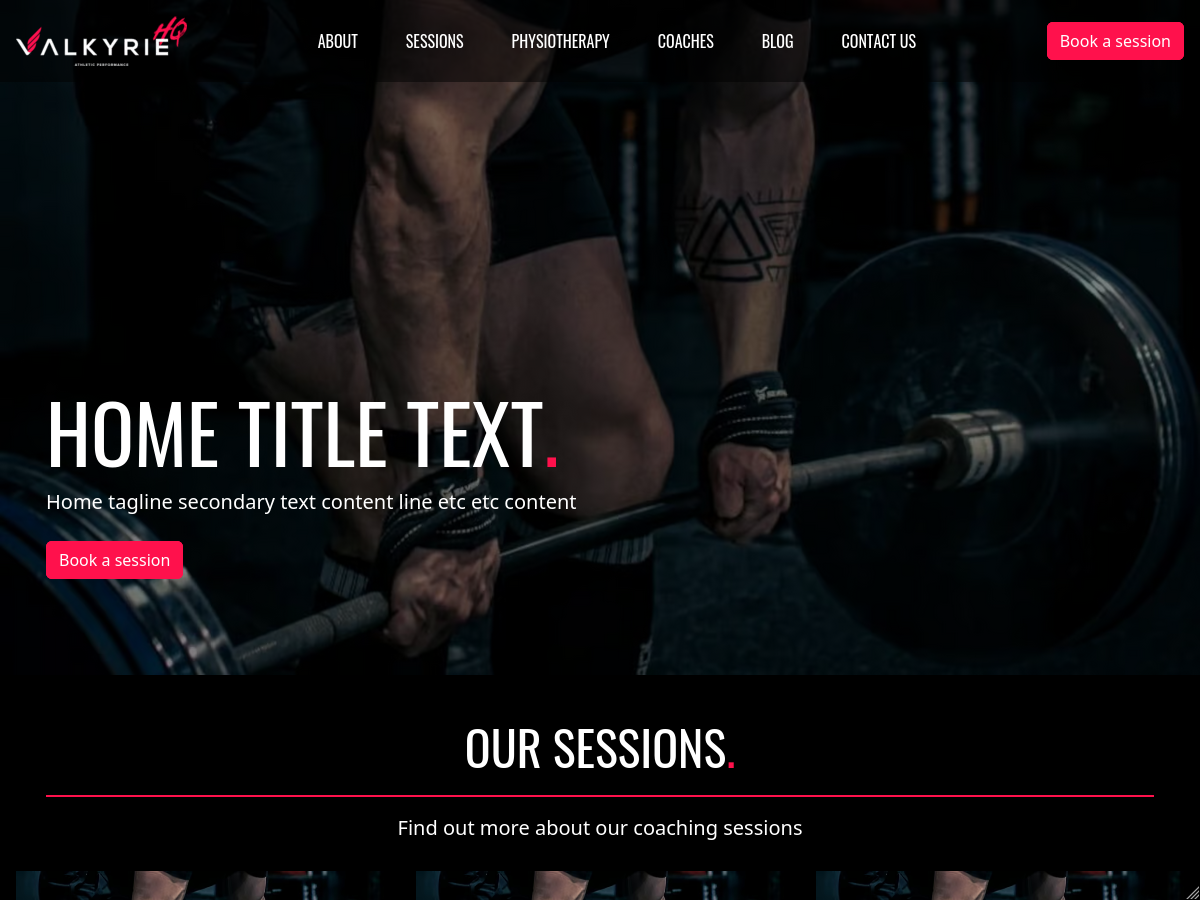 VALKYRIE HQ
ATHLETIC PERFORMANCE
ABOUT SESSIONS PHYSIOTHERAPY COACHES BLOG CONTACT US
Book a session
HOME TITLE TEXT.
Home tagline secondary text content line etc etc content
Book a session
OUR SESSIONS.
Find out more about our coaching sessions